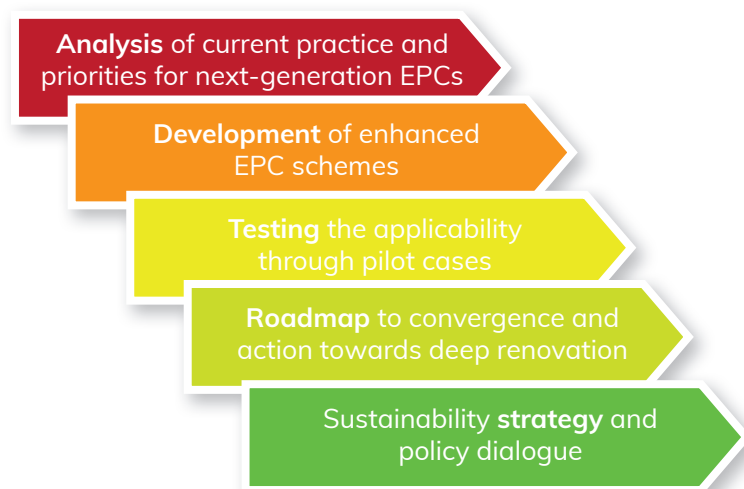 Analysis of current practice and
priorities for next-generation EPCs
Development of enhanced
EPC schemes
Testing the applicability
through pilot cases
Roadmap to convergence and
action towards deep renovation
Sustainability strategy and
policy dialogue